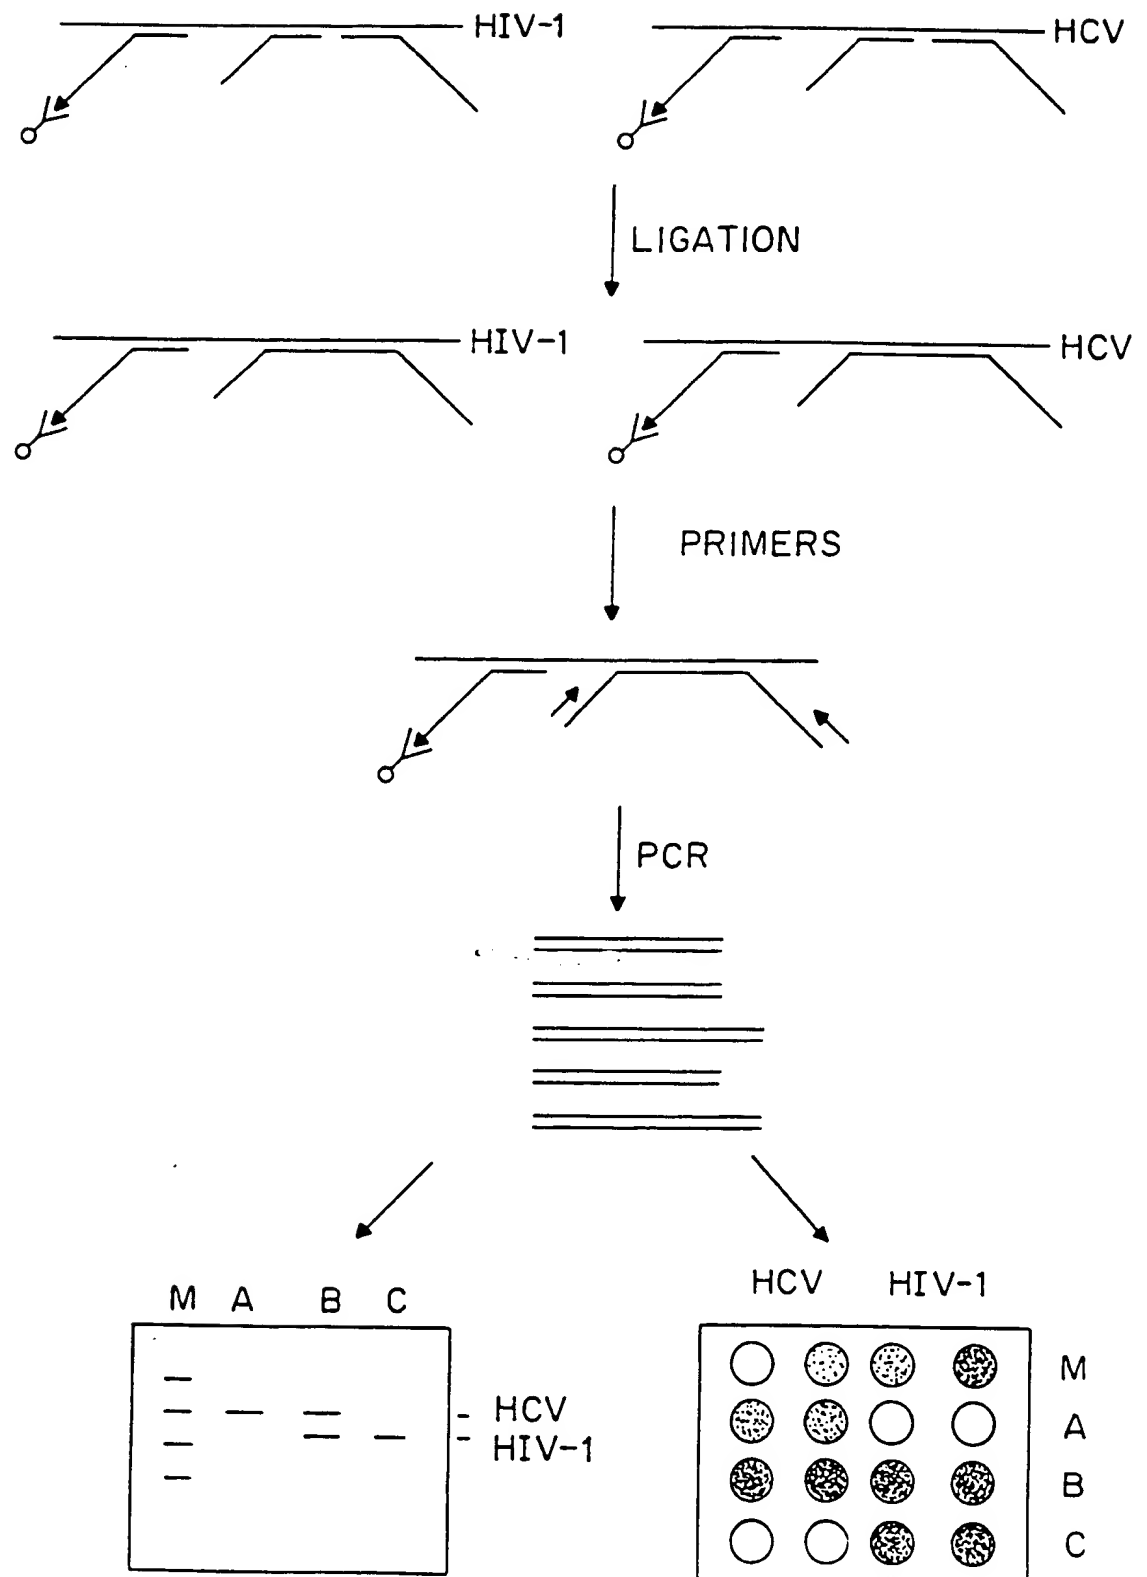 HIV-1
HCV
LIGATION
HIV-1
HCV
PRIMERS
PCR
M A B C
HCV
HIV-1
HCV HIV-1
M
A
B
C